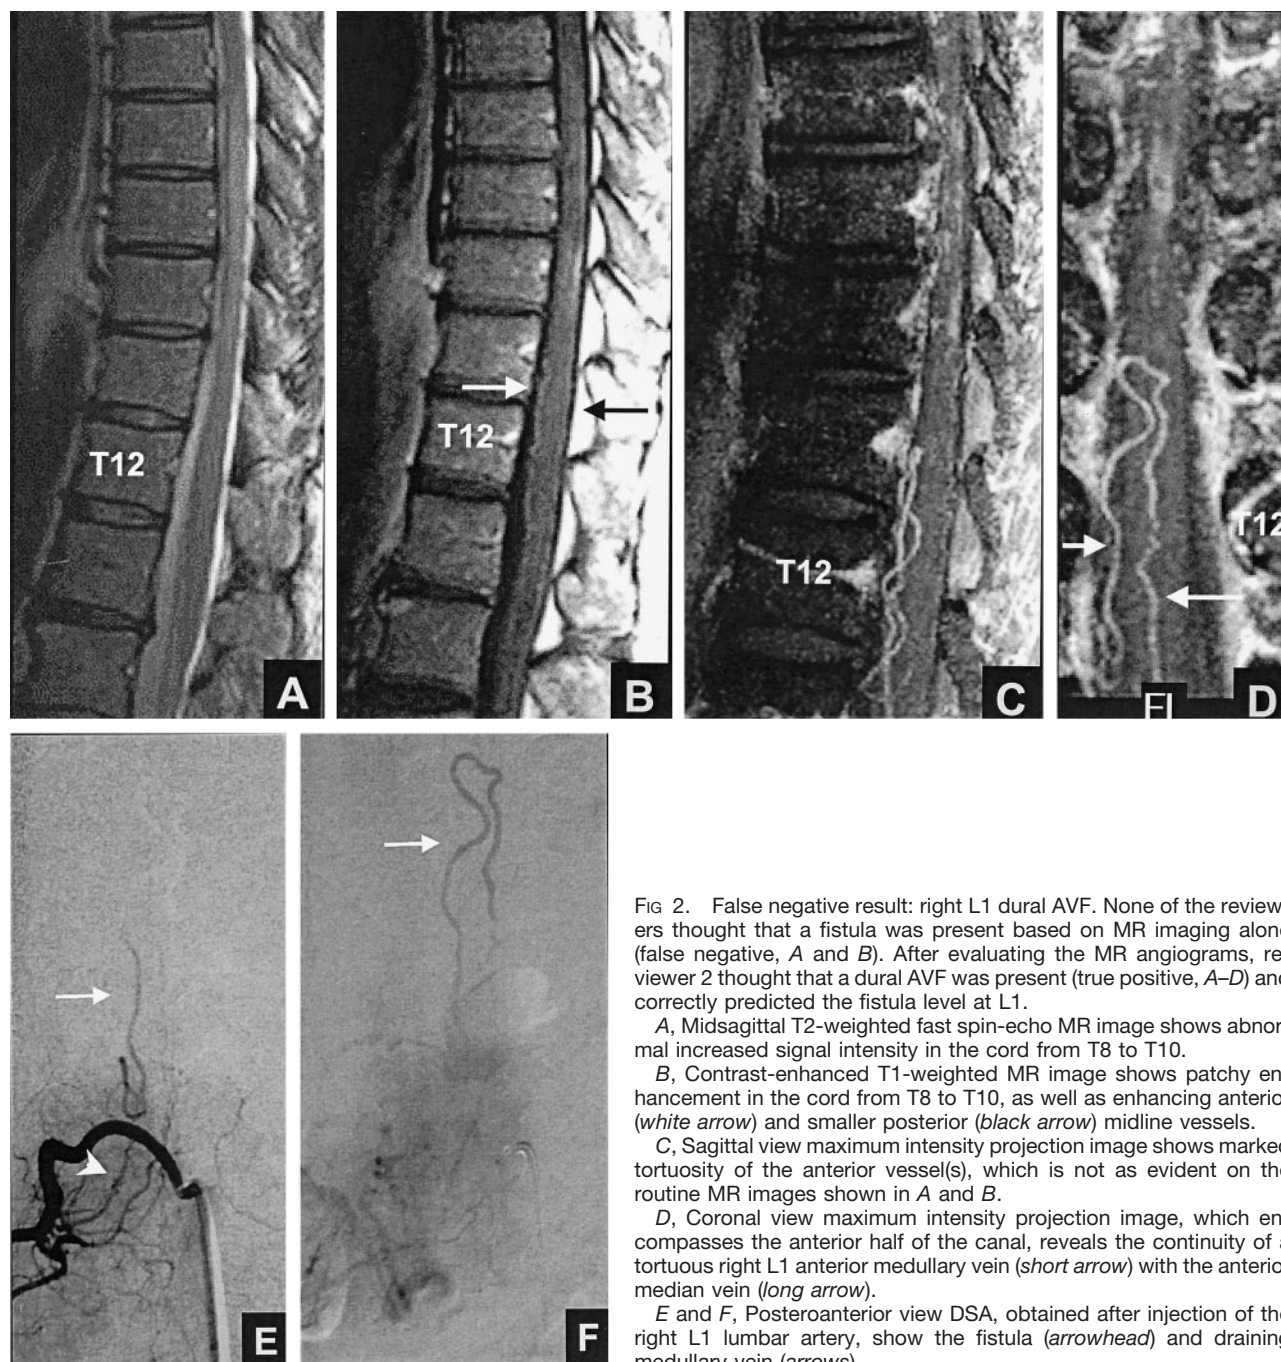 T12
A
T12
B
T12
C
T12
D
E
F
FIG 2. False negative result: right L1 dural AVF. None of the review
ers thought that a fistula was present based on MR imaging alone
(false negative, A and B). After evaluating the MR angiograms, re
viewer 2 thought that a dural AVF was present (true positive, A–D) and
correctly predicted the fistula level at L1.
A, Midsagittal T2-weighted fast spin-echo MR image shows abnor
mal increased signal intensity in the cord from T8 to T10.
B, Contrast-enhanced T1-weighted MR image shows patchy en
hancement in the cord from T8 to T10, as well as enhancing anterior
(white arrow) and smaller posterior (black arrow) midline vessels.
C, Sagittal view maximum intensity projection image shows marked
tortuosity of the anterior vessel(s), which is not as evident on the
routine MR images shown in A and B.
D, Coronal view maximum intensity projection image, which en
compasses the anterior half of the canal, reveals the continuity of a
tortuous right L1 anterior medullary vein (short arrow) with the anterior
median vein (long arrow).
E and F, Posteroanterior view DSA, obtained after injection of the
right L1 lumbar artery, show the fistula (arrowhead) and draining
medullary vein (arrows).